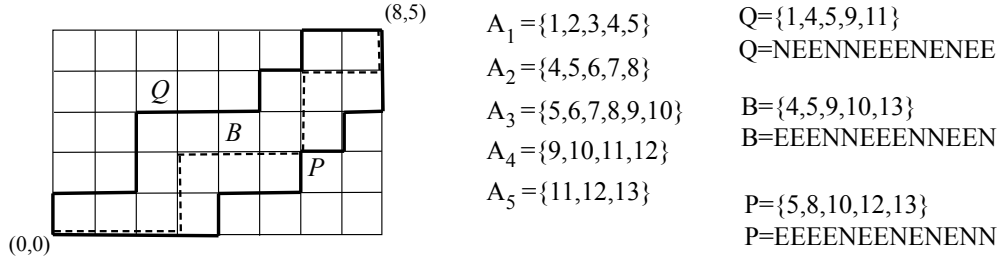 (8,5)
Q
B
P
(0,0)
A1={1,2,3,4,5}
A2={4,5,6,7,8}
A3={5,6,7,8,9,10}
A4={9,10,11,12}
A5={11,12,13}
Q={1,4,5,9,11}
Q=NEENNEEENENEE
B={4,5,9,10,13}
B=EEENNEEENNEEN
P={5,8,10,12,13}
P=EEEENEENENENN